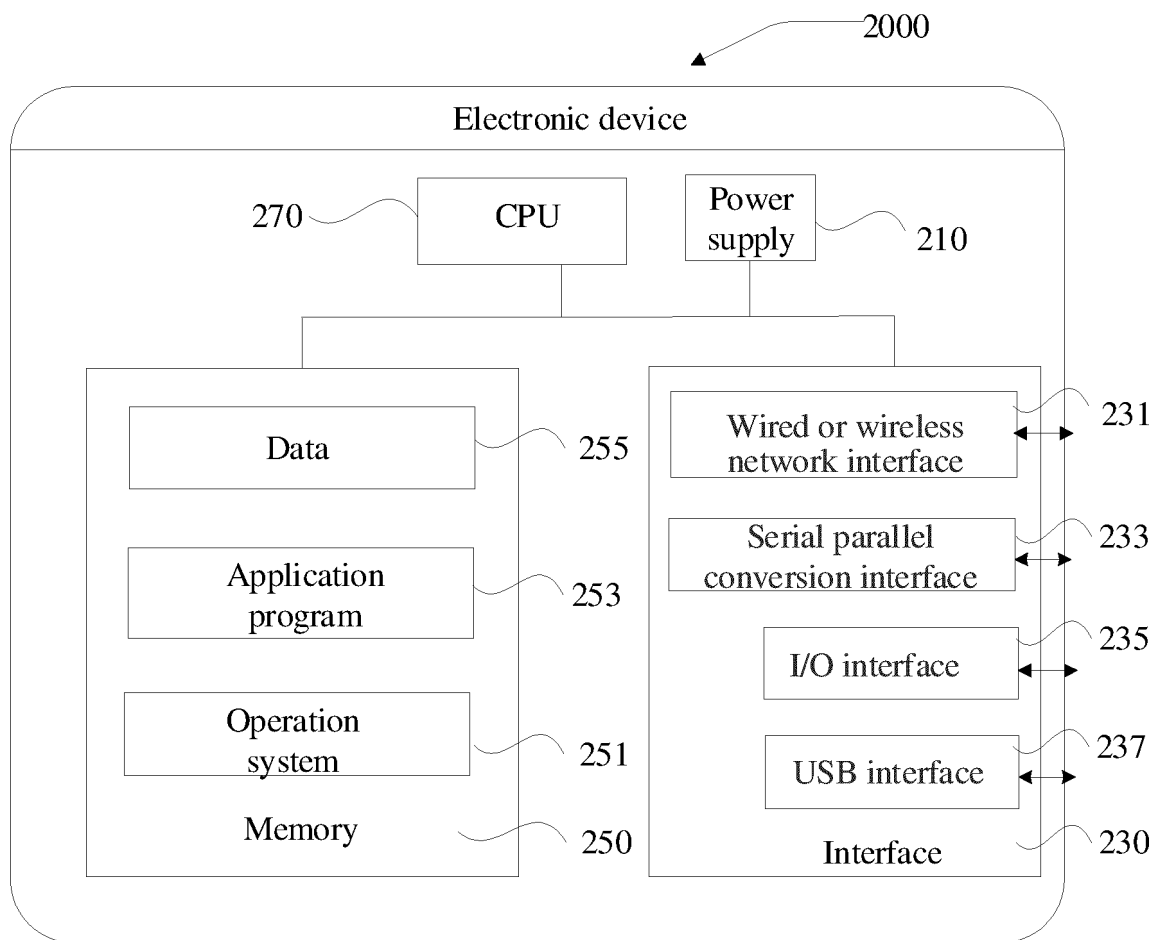 2000
Electronic device
270
CPU
Power
supply
210
Data
255
Application
program
253
Operation
system
251
Memory
250
Wired or wireless
network interface
231
Serial parallel
conversion interface
233
I/O interface
235
USB interface
237
Interface
230